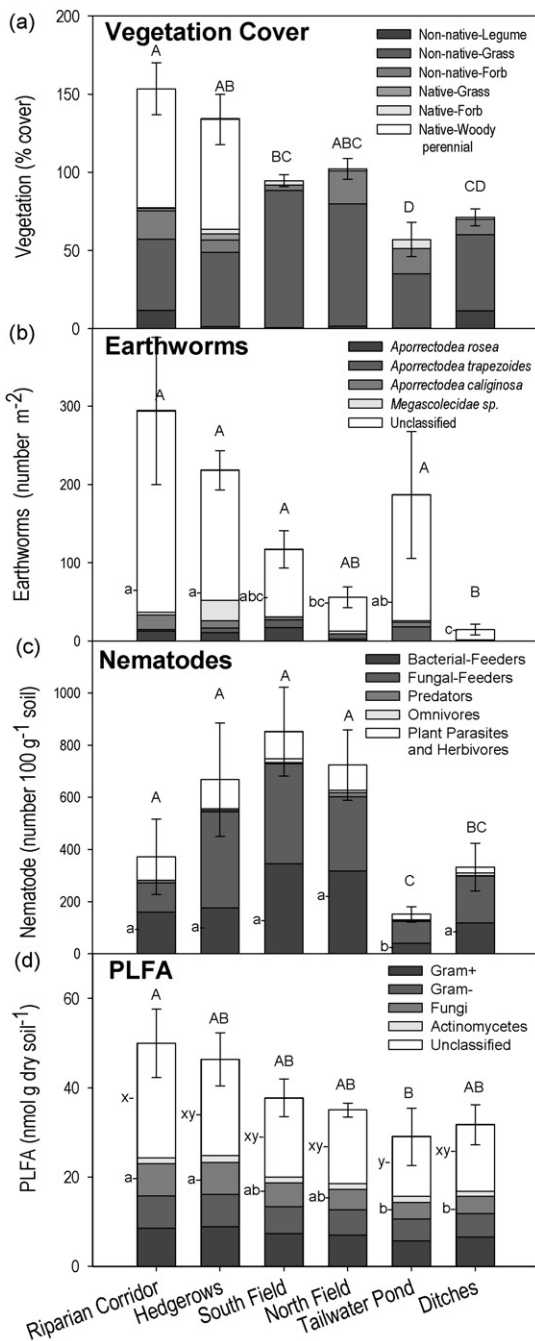 (a)
Vegetation Cover
Vegetation (% cover)
200
150
100
50
0
A
AB
BC
ABC
D
CD
Non-native-Legume
Non-native-Grass
Non-native-Forb
Native-Grass
Native-Forb
Native-Woody
perennial
(b)
Earthworms
Earthworms (number m-2)
300
200
100
0
A
A
A
AB
A
B
a-
a-
abc-
bc-
ab-
c-
Aporrectodea rosea
Aporrectodea trapezoides
Aporrectodea caliginosa
Megascolecidae sp.
Unclassified
(c)
Nematodes
Nematode (number 100 g-1 soil)
1000
800
600
400
200
0
A
A
A
A
C
BC
a-
a-
a-
a-
b-
a-
Bacterial-Feeders
Fungal-Feeders
Predators
Omnivores
Plant Parasites
and Herbivores
(d)
PLFA
PLFA (nmol g dry soil-1)
60
40
20
0
A
AB
AB
AB
B
AB
x-
xy-
xy-
xy-
y-
xy-
a-
a-
ab-
ab-
b-
b-
Gram+
Gram-
Fungi
Actinomycetes
Unclassified
Riparian Corridor
Hedgerows
South Field
North Field
Tailwater Pond
Ditches